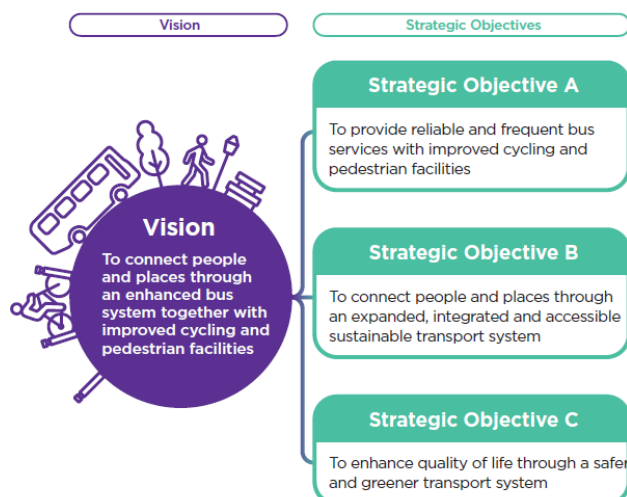 Vision
Strategic Objectives
Vision
To connect people
and places through
an enhanced bus
system together with
improved cycling and
pedestrian facilities
Strategic Objective A
To provide reliable and frequent bus
services with improved cycling and
pedestrian facilities
Strategic Objective B
To connect people and places through
an expanded, integrated and accessible
sustainable transport system
Strategic Objective C
To enhance quality of life through a safer
and greener transport system